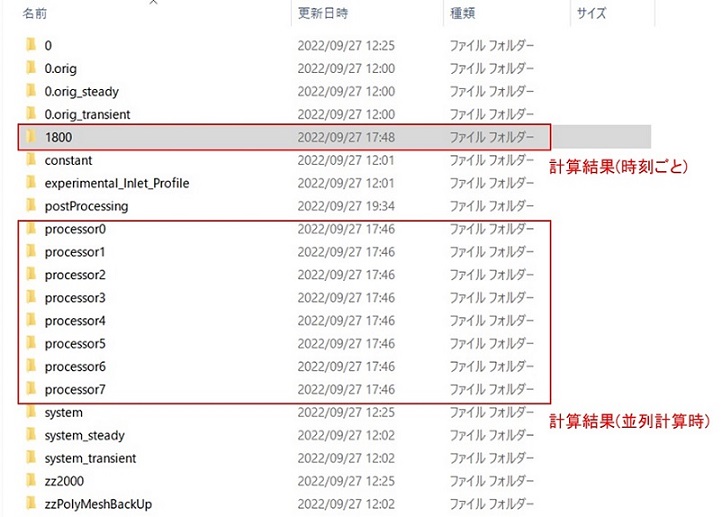 名前 更新日時 種類 サイズ
0 2022/09/27 12:25 ファイル フォルダー
0.orig 2022/09/27 12:00 ファイル フォルダー
0.orig_steady 2022/09/27 12:00 ファイル フォルダー
0.orig_transient 2022/09/27 12:00 ファイル フォルダー
1800 2022/09/27 17:48 ファイル フォルダー
計算結果(時刻ごと)
constant 2022/09/27 12:01 ファイル フォルダー
experimental_Inlet_Profile 2022/09/27 12:01 ファイル フォルダー
postProcessing 2022/09/27 19:34 ファイル フォルダー
processor0 2022/09/27 17:46 ファイル フォルダー
processor1 2022/09/27 17:46 ファイル フォルダー
processor2 2022/09/27 17:46 ファイル フォルダー
processor3 2022/09/27 17:46 ファイル フォルダー
processor4 2022/09/27 17:46 ファイル フォルダー
processor5 2022/09/27 17:46 ファイル フォルダー
processor6 2022/09/27 17:46 ファイル フォルダー
processor7 2022/09/27 17:46 ファイル フォルダー
system 2022/09/27 12:25 ファイル フォルダー
計算結果(並列計算時)
system_steady 2022/09/27 12:02 ファイル フォルダー
system_transient 2022/09/27 12:02 ファイル フォルダー
zz2000 2022/09/27 12:25 ファイル フォルダー
zzPolyMeshBackUp 2022/09/27 12:02 ファイル フォルダー